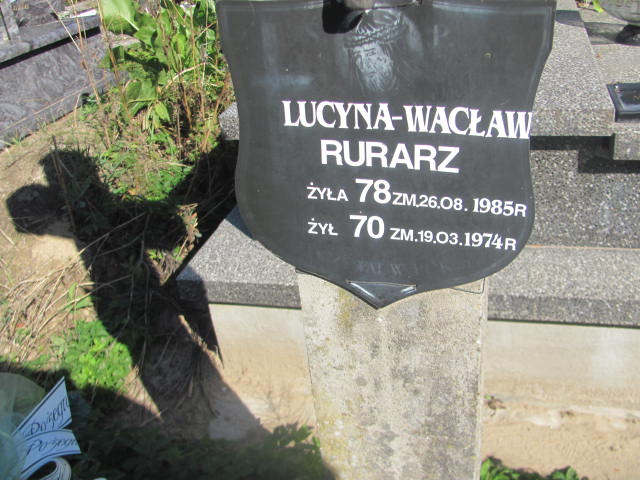 LUCYNA-WACŁAW
RURARZ
ŻYŁA 78 ZM.26.08. 1985R
ŻYŁ 70 ZM.19.03.1974R